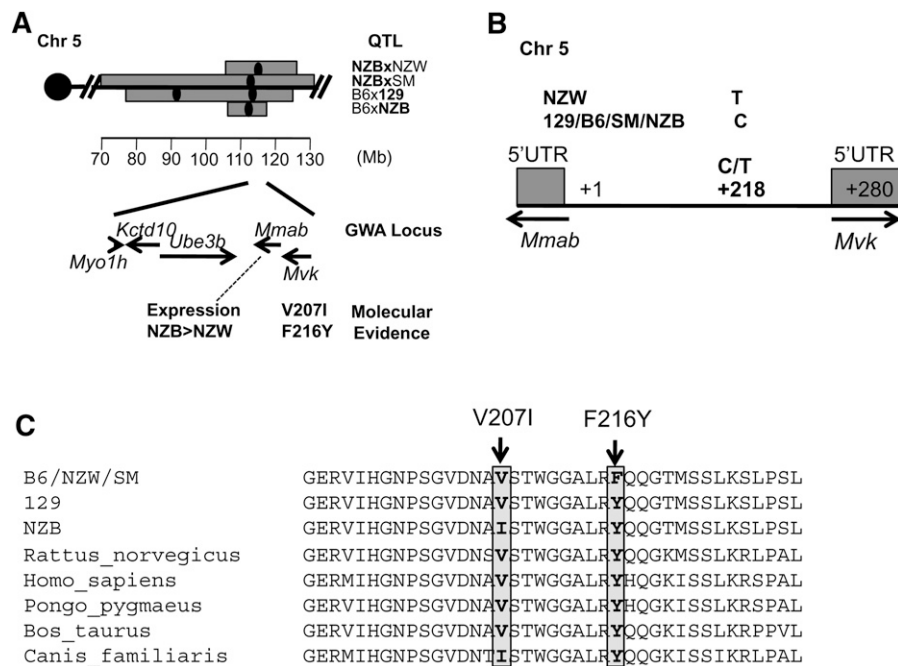 A
Chr 5
QTL
NZBxNZW
NZBxSM
B6x129
B6xNZB
70 80 90 100 110 120 130 (Mb)
Kctd10
Myo1h
Ube3b
Mmab
Mvk
GWA Locus
Expression
NZB>NZW
V207I
F216Y
Molecular
Evidence
B
Chr 5
NZW T
129/B6/SM/NZB C
5'UTR C/T 5'UTR
+1 +218 +280
Mmab Mvk
C
V207I F216Y
B6/NZW/SM GERVIHGNPSGVDNAVSTWGGALRFQQGTMSSLKSLPSL
129 GERVIHGNPSGVDNAVSTWGGALRYQQGTMSSLKSLPSL
NZB GERVIHGNPSGVDNAISTWGGALRYQQGTMSSLKSLPSL
Rattus_norvegicus GERVIHGNPSGVDNSVSTWGGALRYQQGKMSSLKRLPAL
Homo_sapiens GERMIHGNPSGVDNAVSTWGGALRYHQGKISSLKRSPAL
Pongo_pygmaeus GERMIHGNPSGVDNAVSTWGGALRYHQGKISSLKRSPAL
Bos_taurus GERVIHGNPSGVDNAVSTWGGALRYQQGKISSLKRPPVL
Canis_familiaris GERMIHGNPSGVDNTISTWGGALRYQQGKISSLKRSPAL